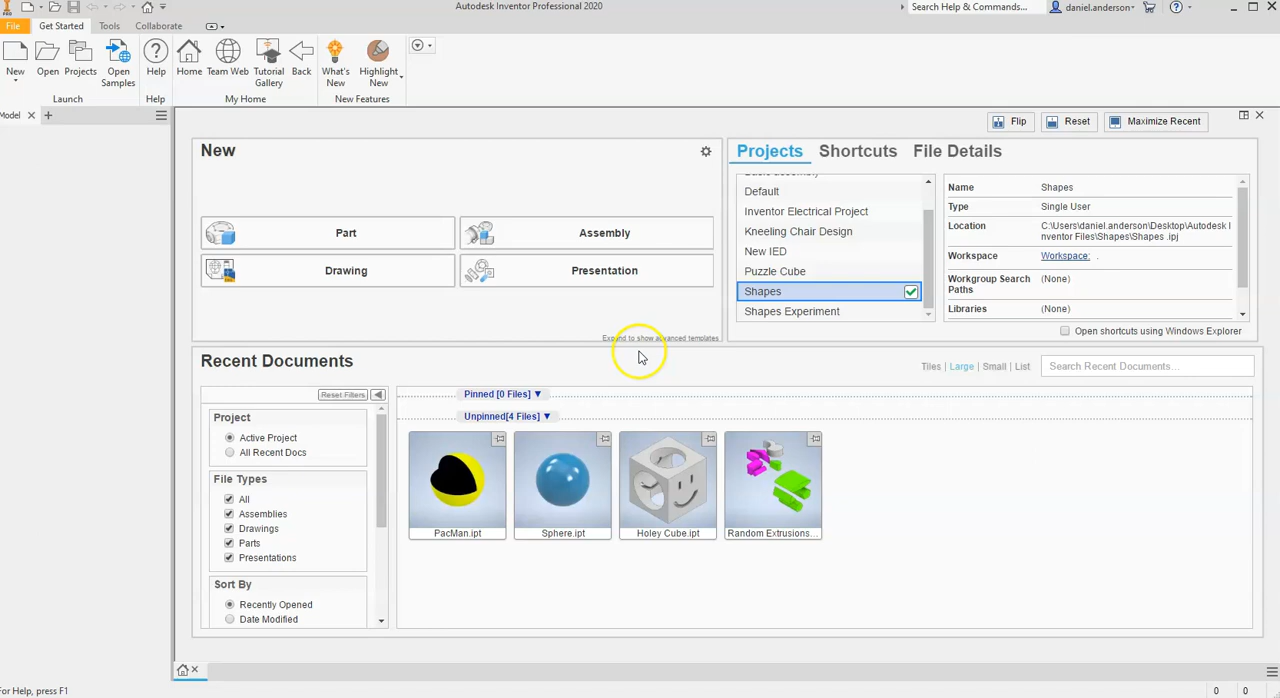 Autodesk Inventor Professional 2020
Search Help & Commands...
daniel.anderson
File
Get Started
Tools
Collaborate
New
Open
Projects
Open Samples
Help
Home
Team Web
Tutorial Gallery
Back
What's New
Highlight New
Launch
Help
My Home
New Features
Model
Flip
Reset
Maximize Recent
New
Part
Assembly
Drawing
Presentation
Expand to show advanced templates
Projects
Shortcuts
File Details
Default
Inventor Electrical Project
Kneeling Chair Design
New IED
Puzzle Cube
Shapes
Shapes Experiment
Name Shapes
Type Single User
Location C:\Users\daniel.anderson\Desktop\Autodesk I
nventor Files\Shapes\Shapes .ipj
Workspace Workspace: .
Workgroup Search (None)
Paths
Libraries (None)
Open shortcuts using Windows Explorer
Recent Documents
Tiles Large Small List
Search Recent Documents...
Reset Filters
Project
Active Project
All Recent Docs
File Types
All
Assemblies
Drawings
Parts
Presentations
Sort By
Recently Opened
Date Modified
Pinned [0 Files]
Unpinned[4 Files]
PacMan.ipt
Sphere.ipt
Holey Cube.ipt
Random Extrusions...
For Help, press F1
0 0